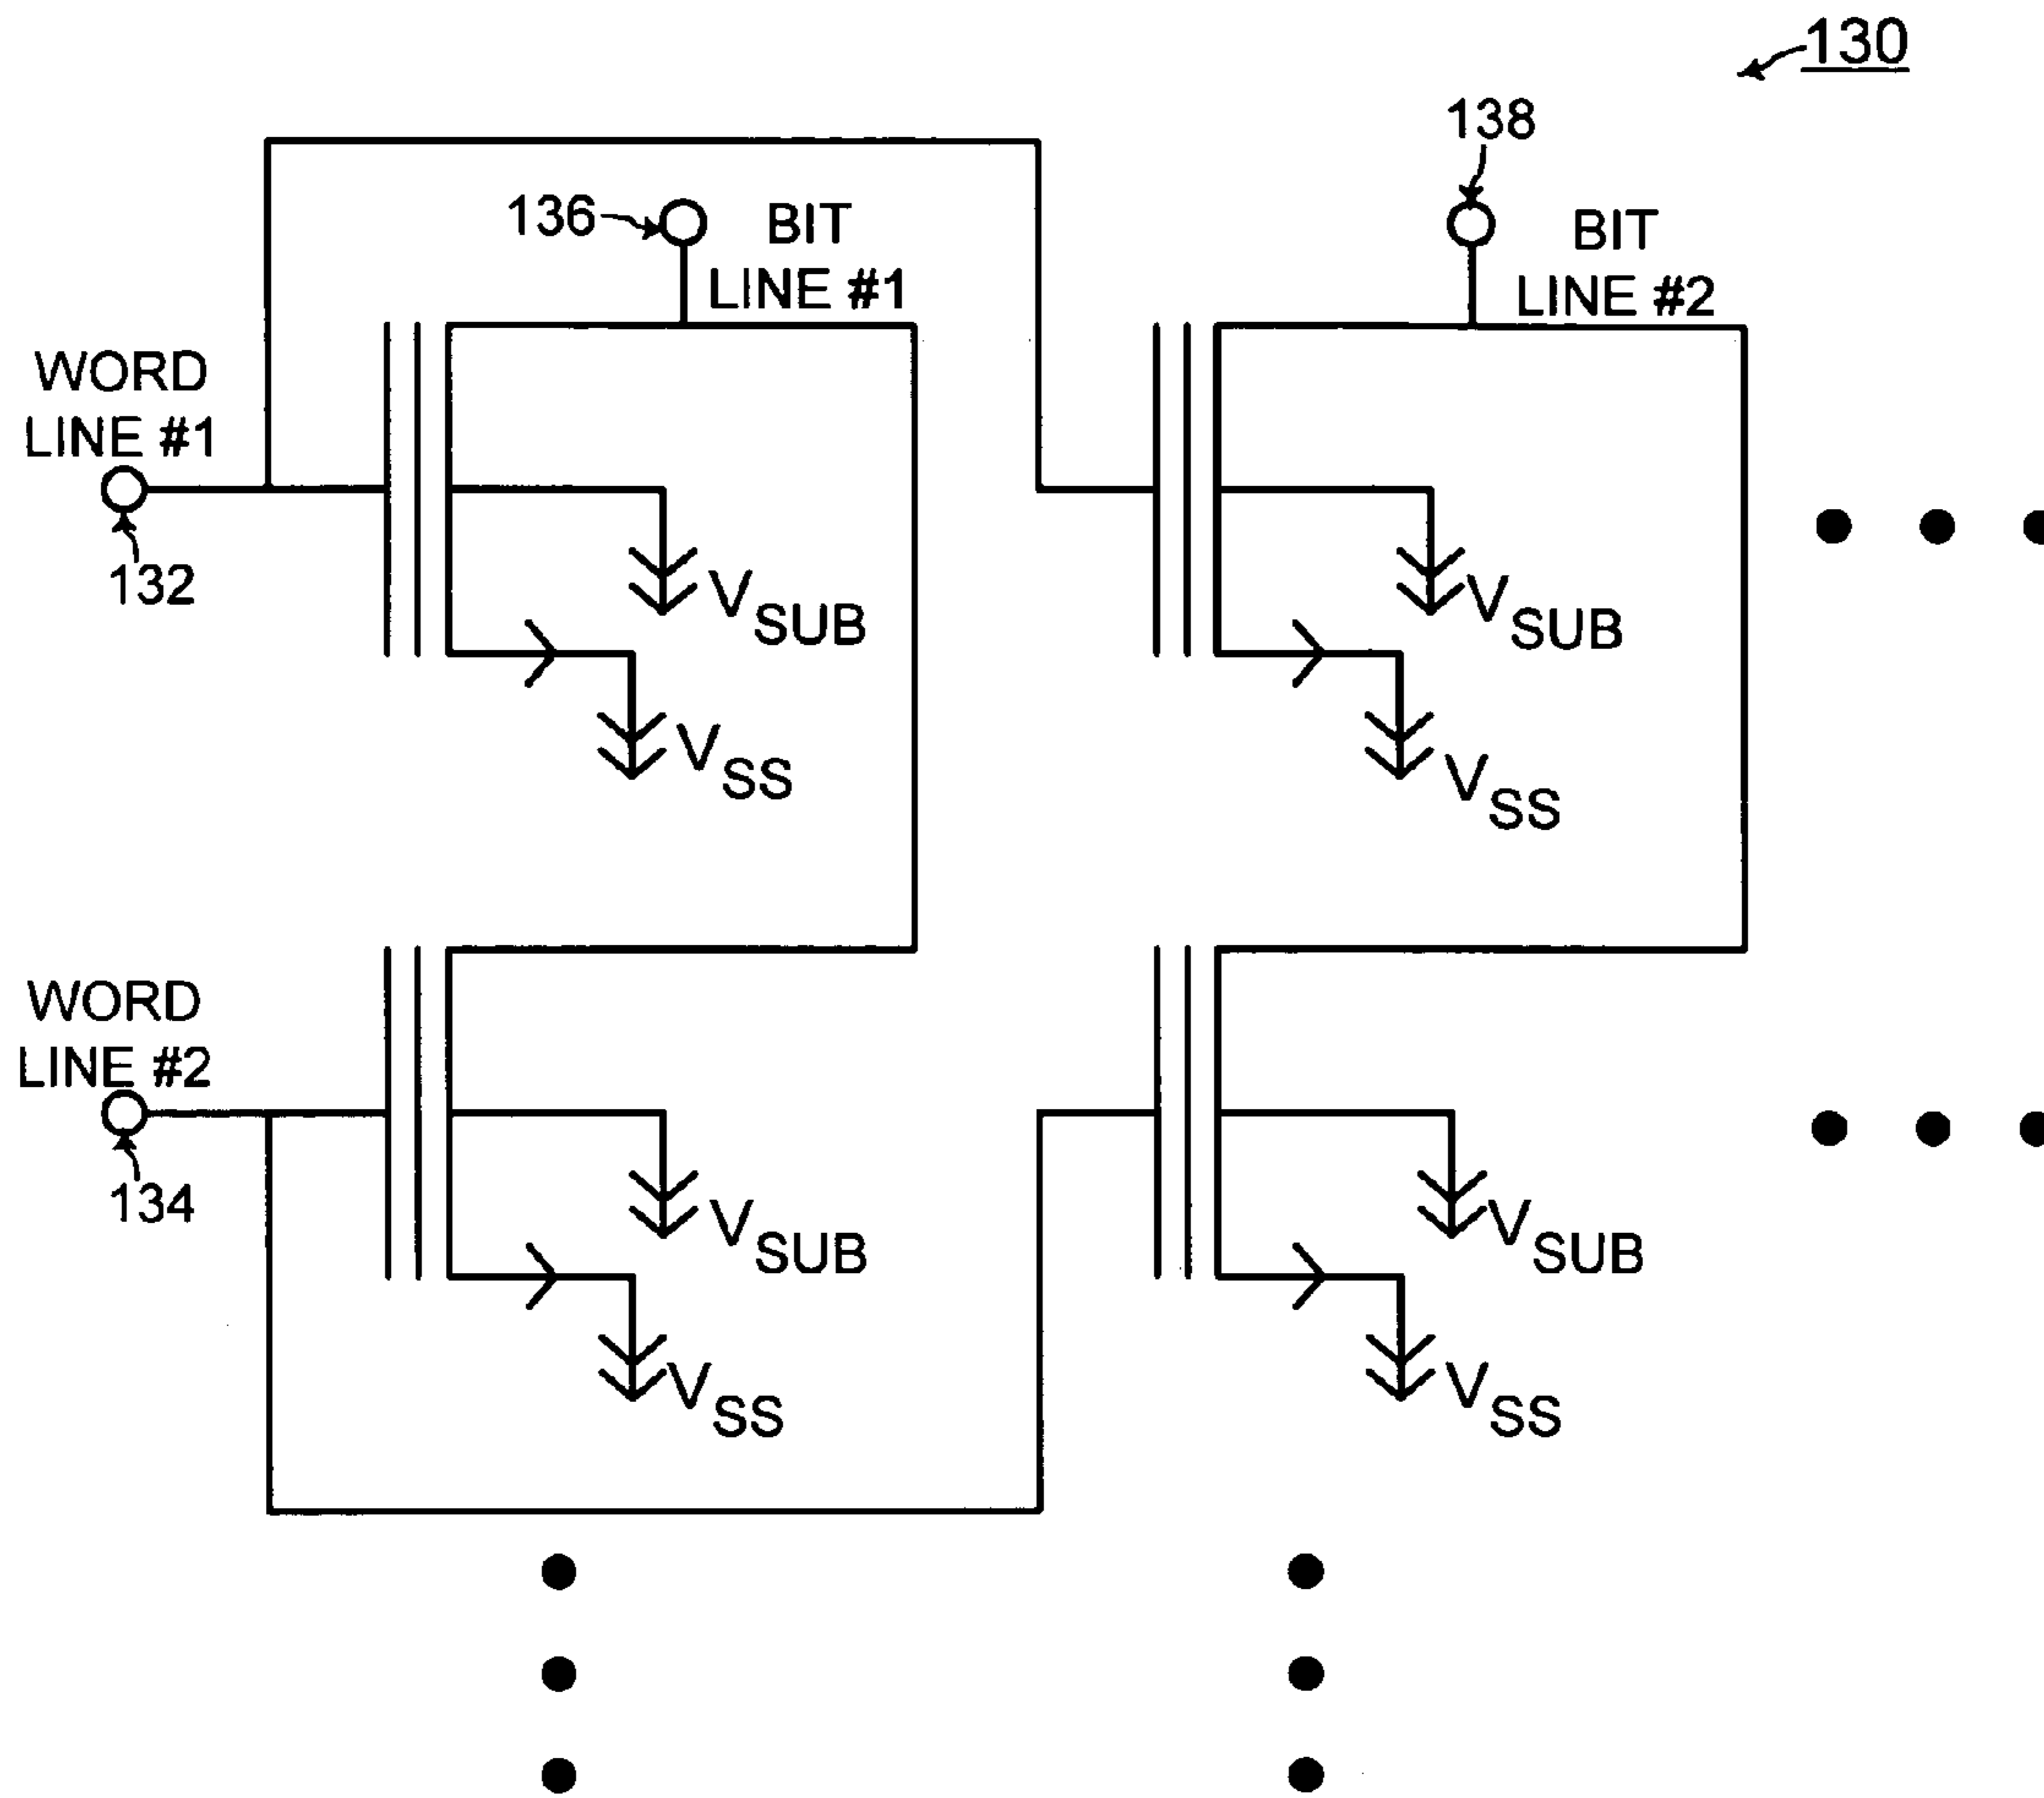 130
138
136
BIT
LINE #1
BIT
LINE #2
WORD
LINE #1
132
VSUB
VSUB
VSS
VSS
WORD
LINE #2
134
VSUB
VSUB
VSS
VSS